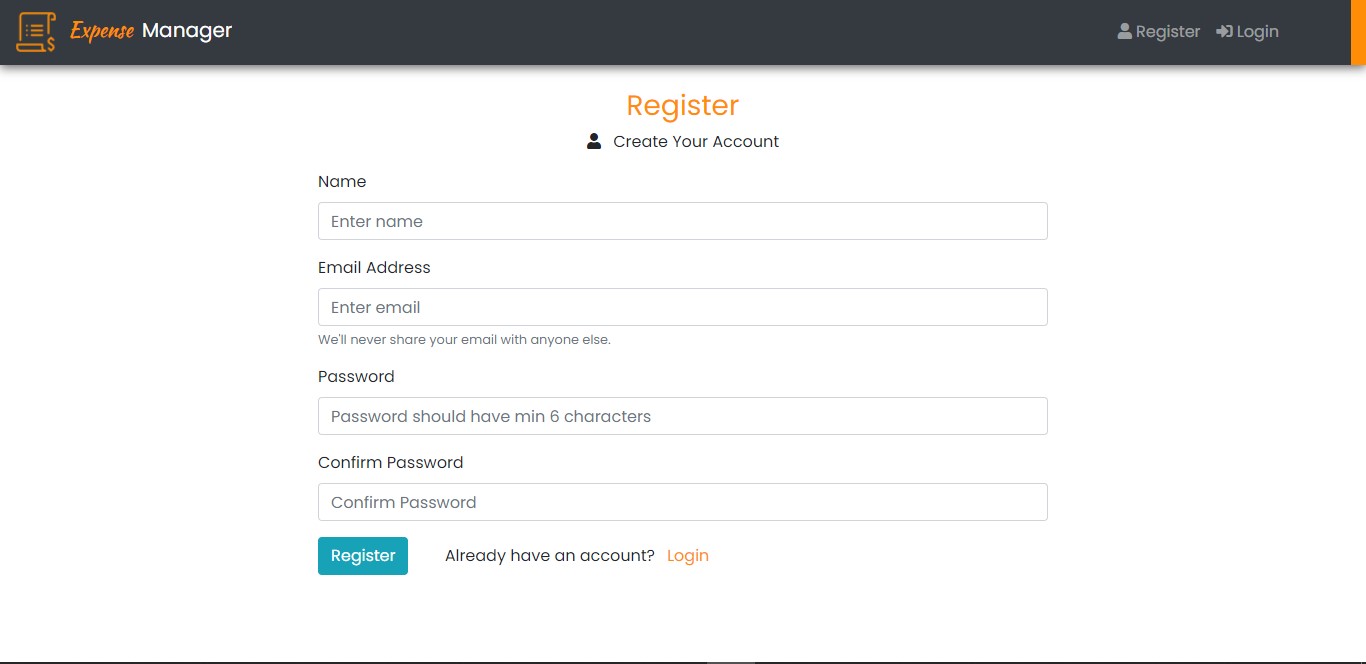 Expense Manager
Register
Login
Register
Create Your Account
Name
Enter name
Email Address
Enter email
We'll never share your email with anyone else.
Password
Password should have min 6 characters
Confirm Password
Confirm Password
Register
Already have an account? Login